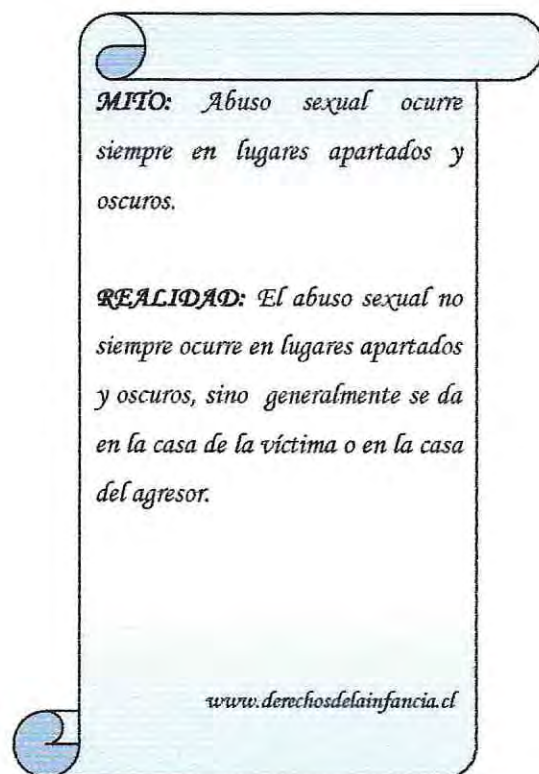 MITO: Abuso sexual ocurre
siempre en lugares apartados y
oscuros.
REALIDAD: El abuso sexual no
siempre ocurre en lugares apartados
y oscuros, sino generalmente se da
en la casa de la víctima o en la casa
del agresor.
www.derechosdelainfancia.cl